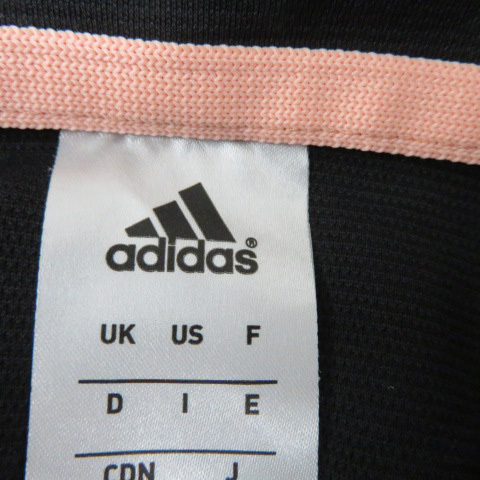 adidas®
UK US F
D I E
CDN J